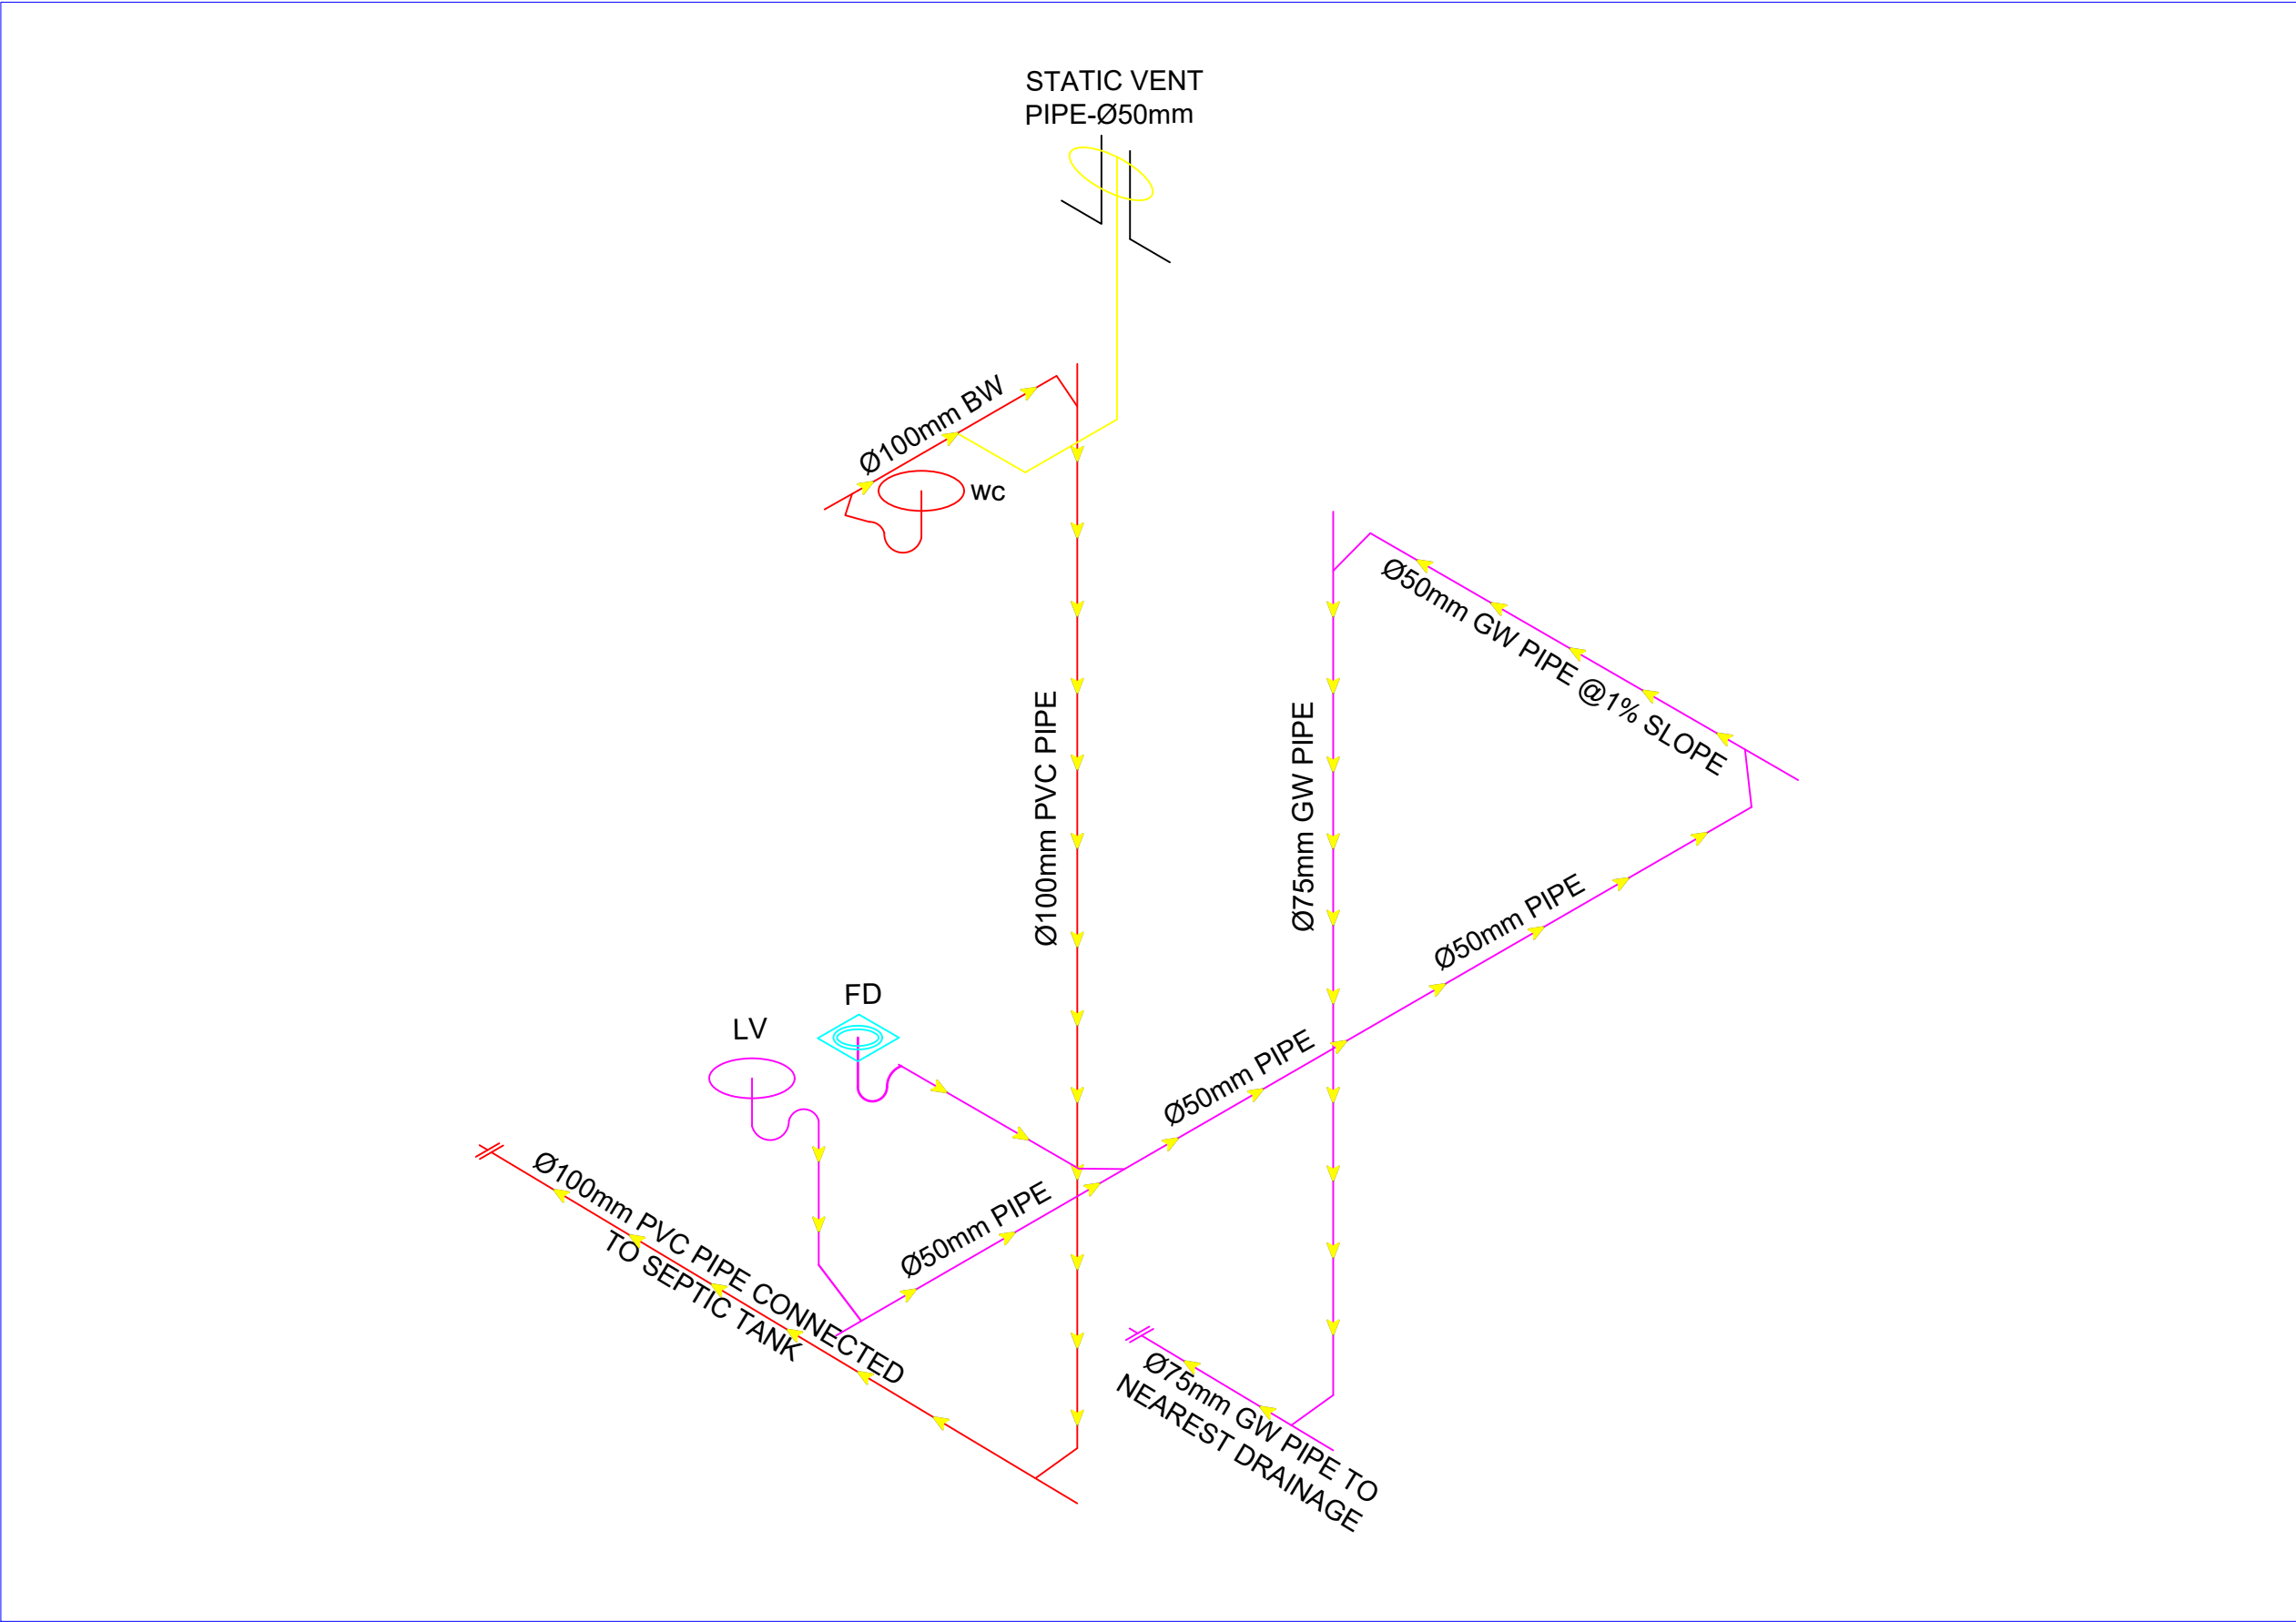 STATIC VENT
PIPE-Ø50mm
Ø100mm BW
wc
Ø50mm GW PIPE @1% SLOPE
Ø100mm PVC PIPE
Ø75mm GW PIPE
Ø50mm PIPE
FD
LV
Ø50mm PIPE
Ø50mm PIPE
Ø100mm PVC PIPE CONNECTED
TO SEPTIC TANK
Ø75mm GW PIPE TO
NEAREST DRAINAGE